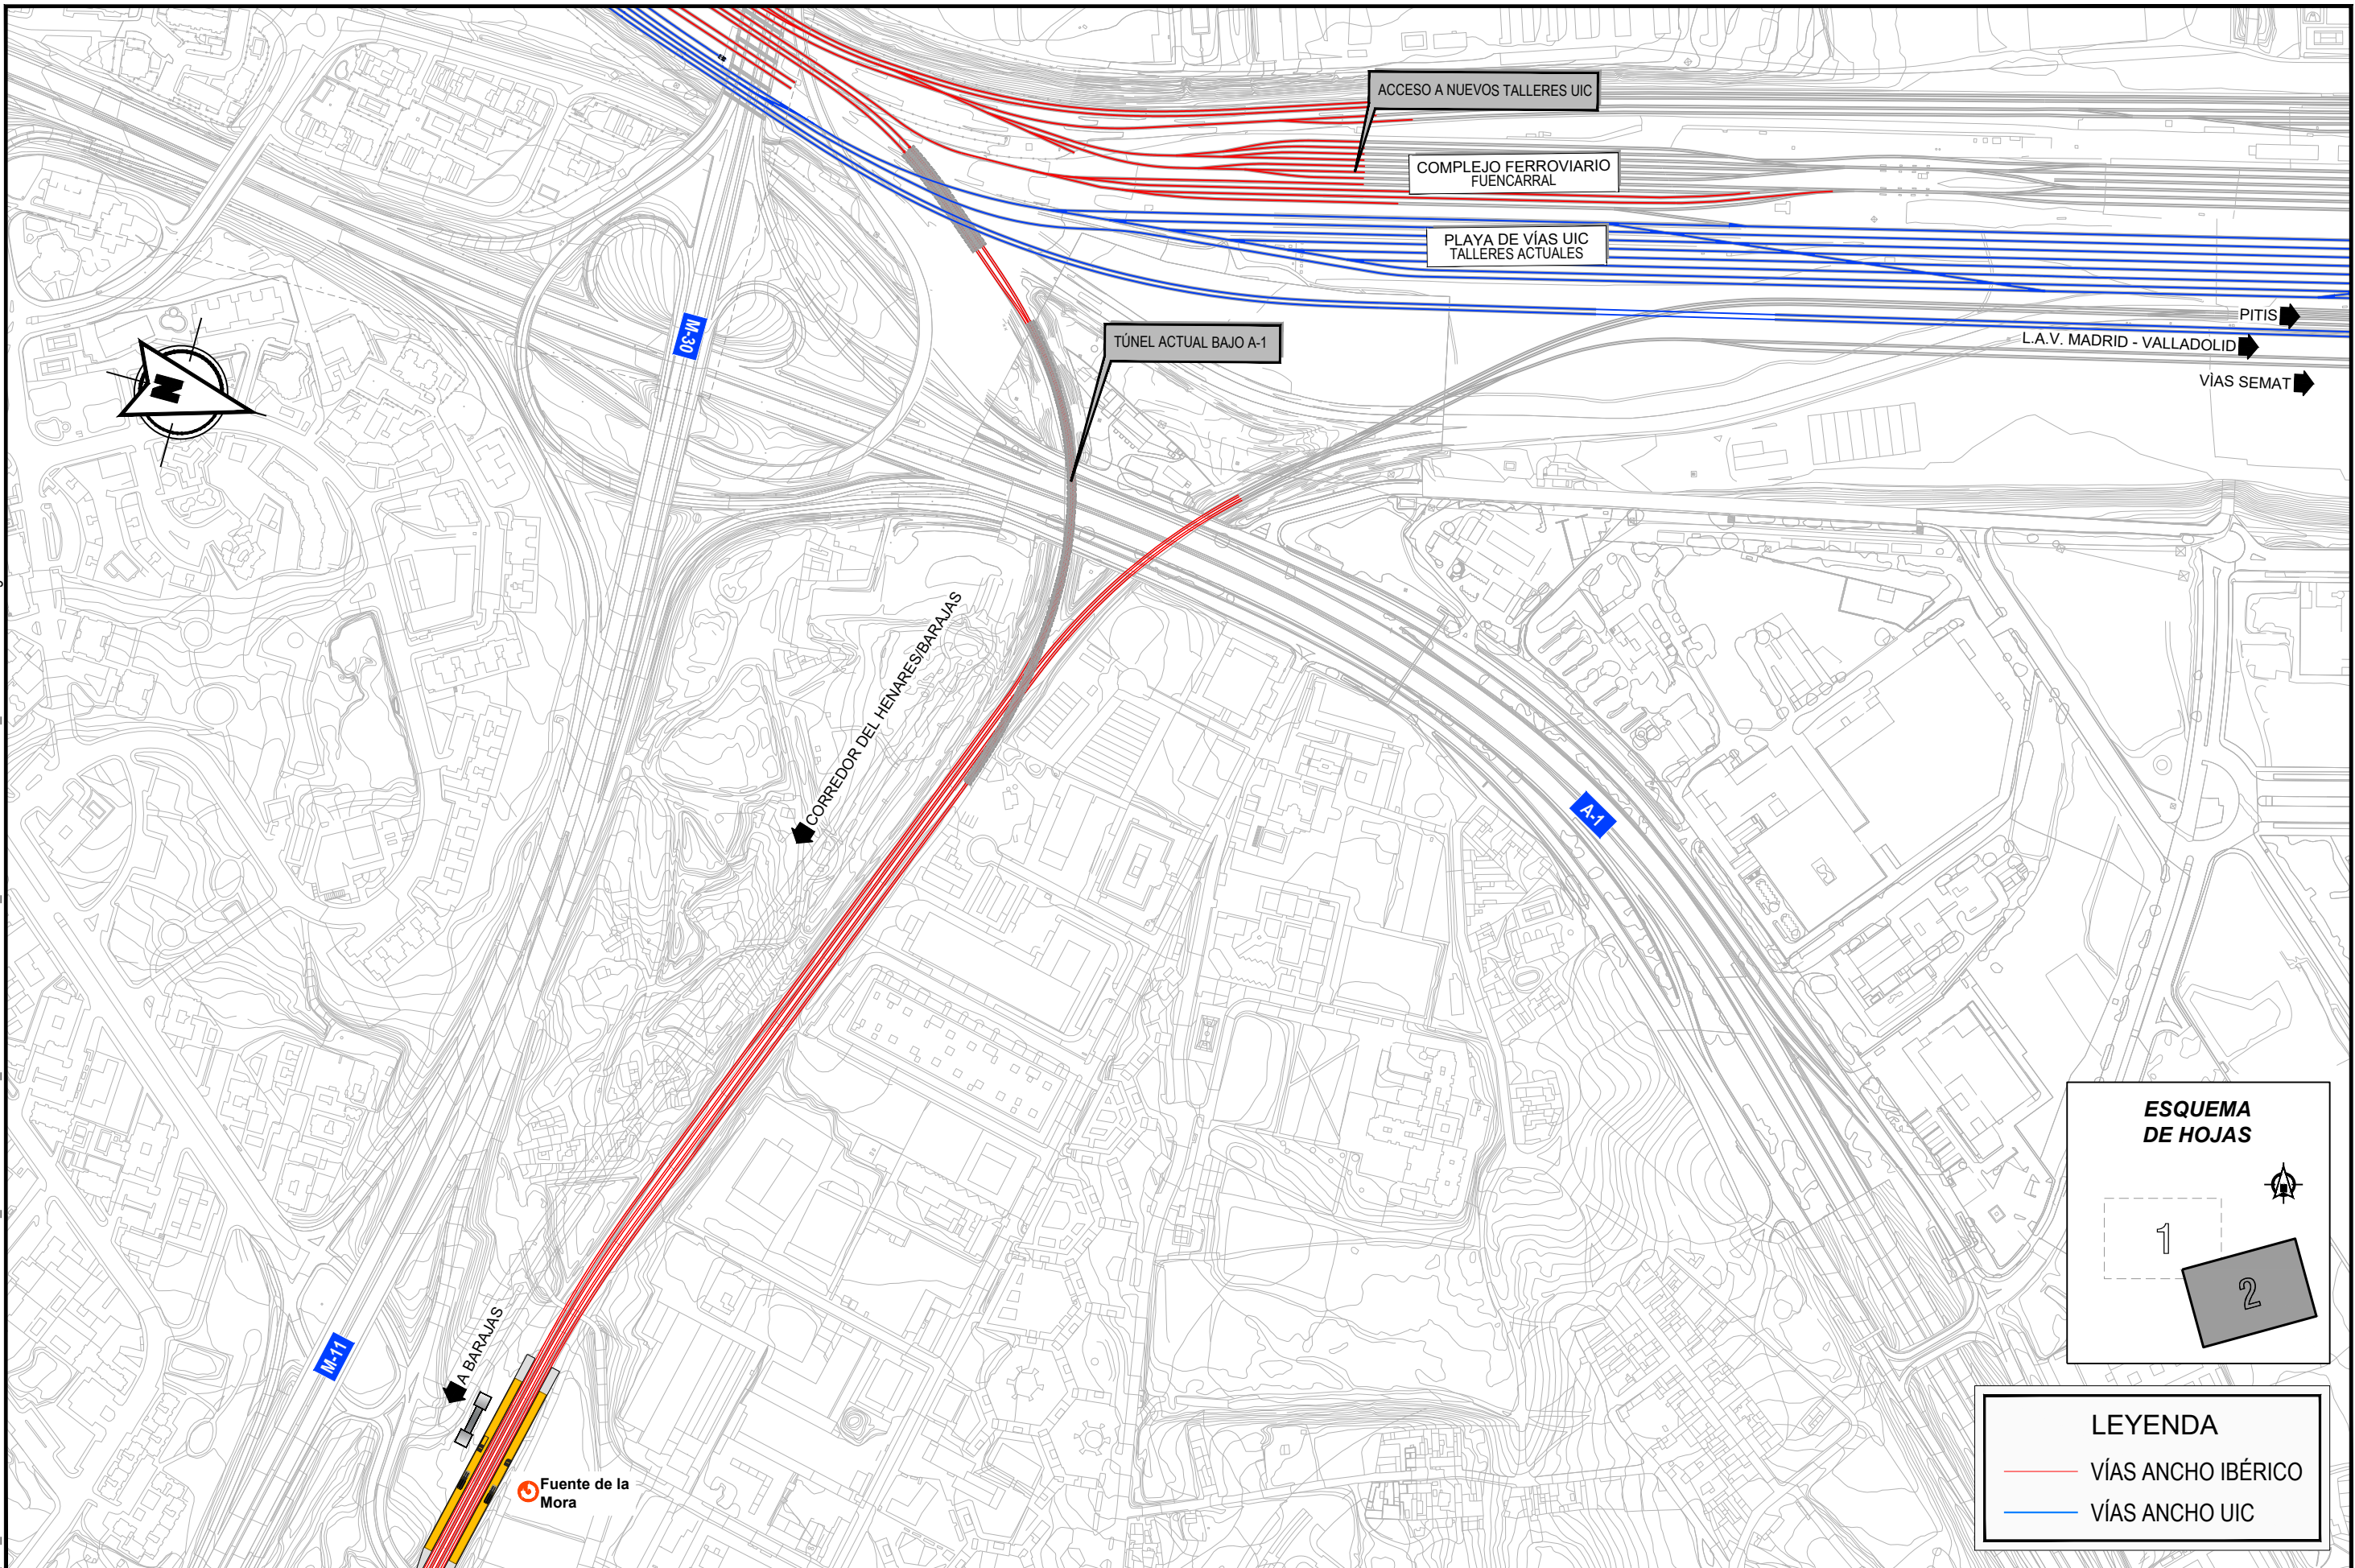 ACCESO A NUEVOS TALLERES UIC
COMPLEJO FERROVIARIO
FUENCARRAL
PLAYA DE VÍAS UIC
TALLERES ACTUALES
PITIS
L.A.V. MADRID - VALLADOLID
VÌAS SEMAT
M-30
TÚNEL ACTUAL BAJO A-1
N
CORREDOR DEL HENARES/BARAJAS
A-1
ESQUEMA
DE HOJAS
1
2
M-11
A BARAJAS
Fuente de la
Mora
LEYENDA
VÍAS ANCHO IBÉRICO
VÍAS ANCHO UIC